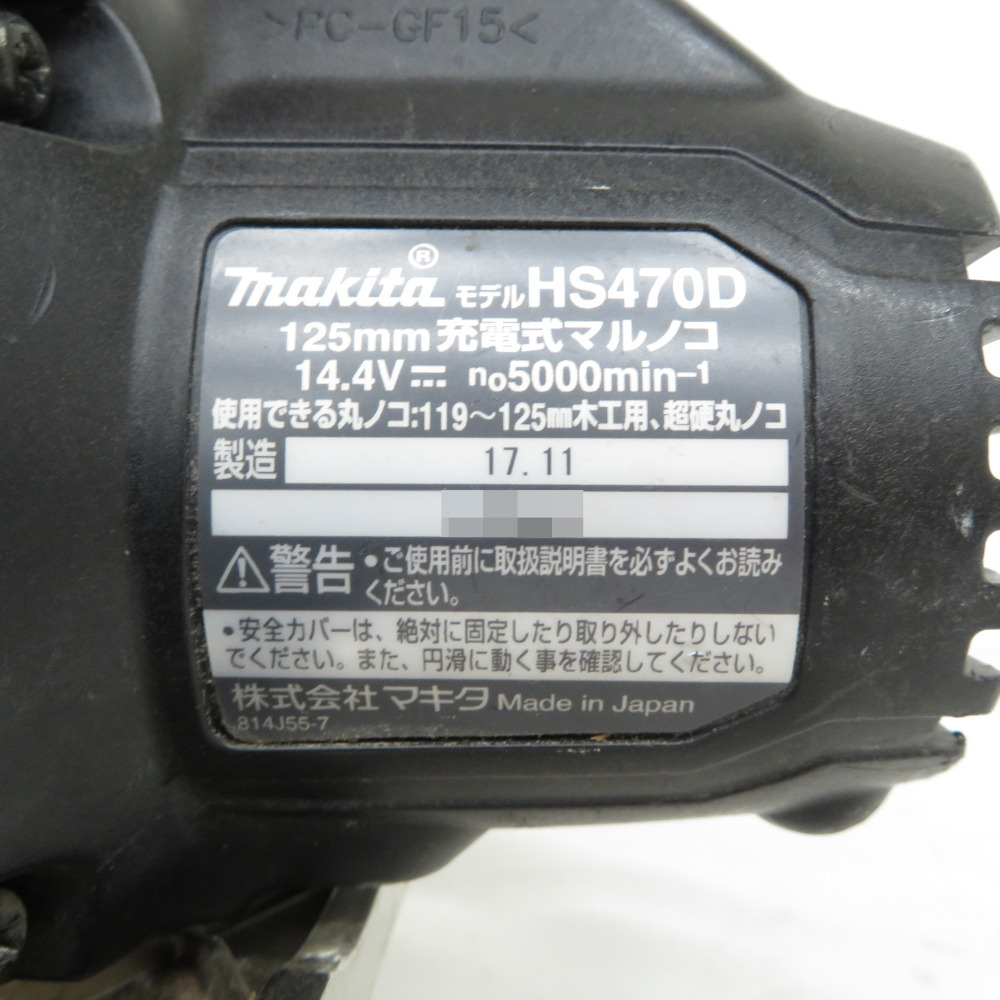 >PC-GF15<
makita® モデルHS470D
125mm 充電式マルノコ
14.4V⎓ n₀5000min⁻¹
使用できる丸ノコ:119〜125㎜木工用、超硬丸ノコ
製造 17.11
⚠警告 •ご使用前に取扱説明書を必ずよくお読み
ください。
•安全カバーは、絶対に固定したり取り外したりしない
でください。また、円滑に動く事を確認してください。
株式会社マキタ Made in Japan
814J55-7